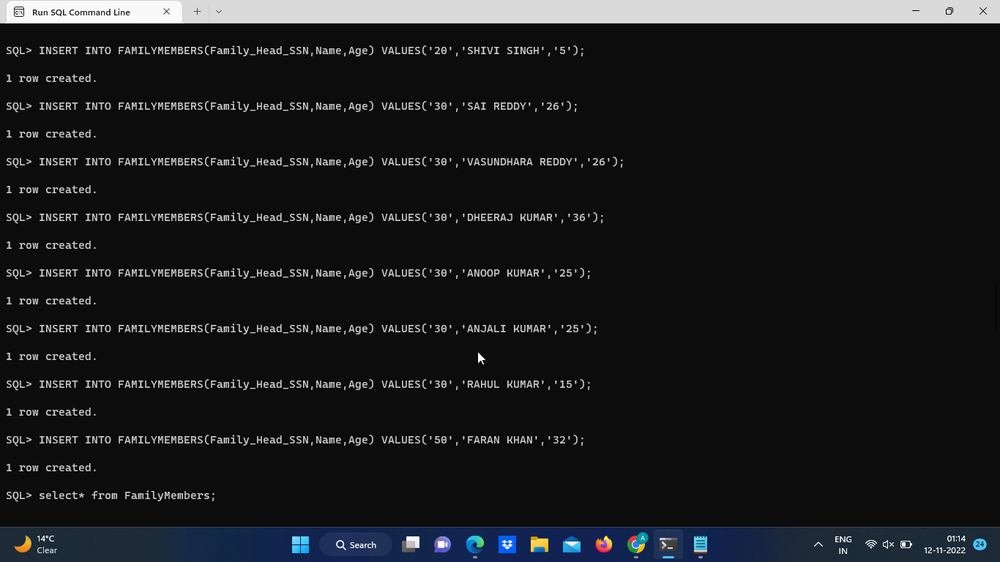 Run SQL Command Line
SQL> INSERT INTO FAMILYMEMBERS(Family_Head_SSN,Name,Age) VALUES('20','SHIVI SINGH','5');
1 row created.
SQL> INSERT INTO FAMILYMEMBERS(Family_Head_SSN,Name,Age) VALUES('30','SAI REDDY','26');
1 row created.
SQL> INSERT INTO FAMILYMEMBERS(Family_Head_SSN,Name,Age) VALUES('30','VASUNDHARA REDDY','26');
1 row created.
SQL> INSERT INTO FAMILYMEMBERS(Family_Head_SSN,Name,Age) VALUES('30','DHEERAJ KUMAR','36');
1 row created.
SQL> INSERT INTO FAMILYMEMBERS(Family_Head_SSN,Name,Age) VALUES('30','ANOOP KUMAR','25');
1 row created.
SQL> INSERT INTO FAMILYMEMBERS(Family_Head_SSN,Name,Age) VALUES('30','ANJALI KUMAR','25');
1 row created.
SQL> INSERT INTO FAMILYMEMBERS(Family_Head_SSN,Name,Age) VALUES('30','RAHUL KUMAR','15');
1 row created.
SQL> INSERT INTO FAMILYMEMBERS(Family_Head_SSN,Name,Age) VALUES('50','FARAN KHAN','32');
1 row created.
SQL> select* from FamilyMembers;
14°C
Clear
Search
A
ENG
IN
01:14
12-11-2022
24